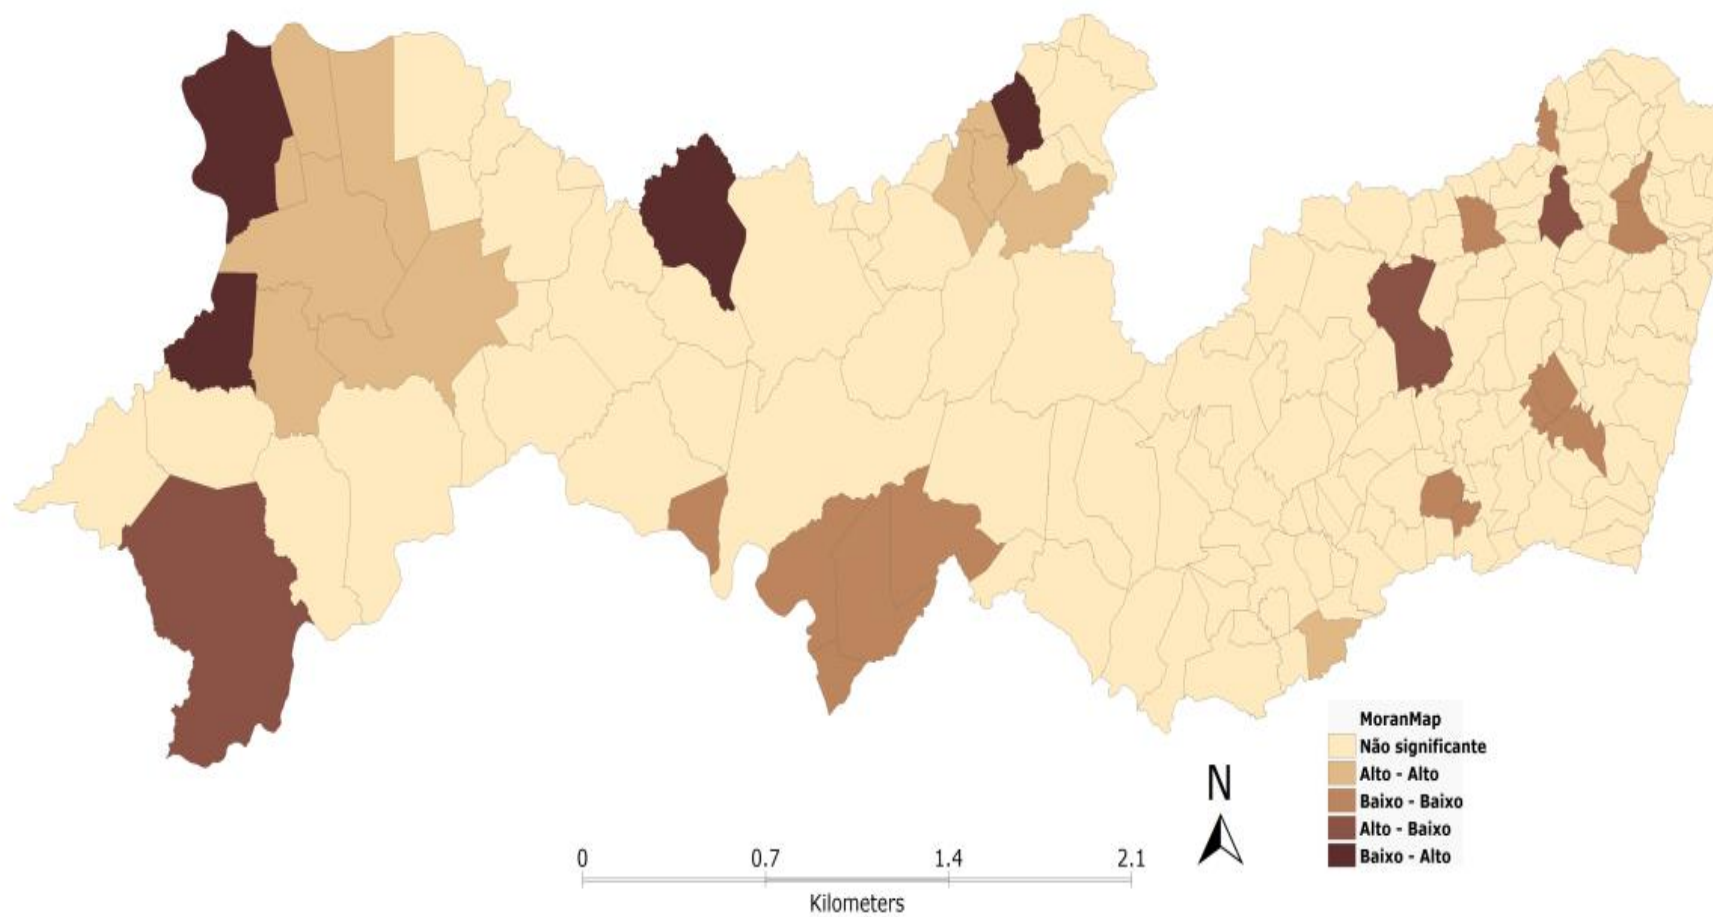 MoranMap
Não significante
Alto - Alto
Baixo - Baixo
Alto - Baixo
Baixo - Alto
N
0 0.7 1.4 2.1
Kilometers